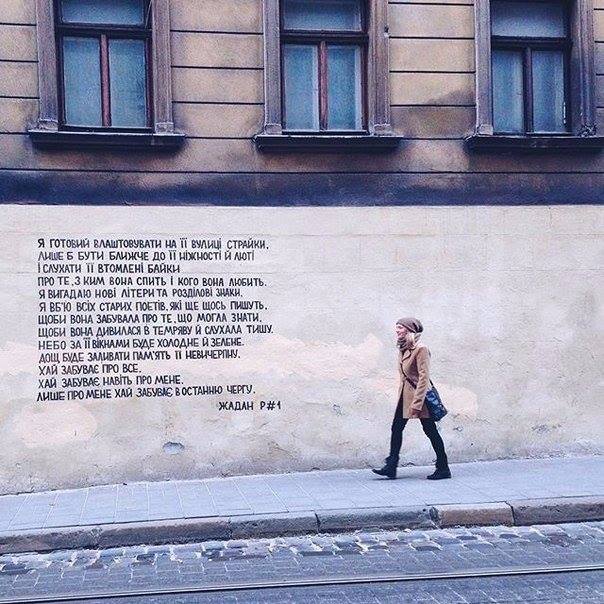 Я ГОТОВИЙ ВЛАШТОВУВАТИ НА ЇЇ ВУЛИЦІ СТРАЙКИ,
ЛИШЕ Б БУТИ БЛИЖЧЕ ДО ЇЇ НІЖНОСТІ Й ЛЮТІ
І СЛУХАТИ ЇЇ ВТОМЛЕНІ БАЙКИ
ПРО ТЕ, З КИМ ВОНА СПИТЬ І КОГО ВОНА ЛЮБИТЬ.
Я ВИГАДАЮ НОВІ ЛІТЕРИ ТА РОЗДІЛОВІ ЗНАКИ,
Я ВБ'Ю ВСІХ СТАРИХ ПОЕТІВ, ЯКІ ЩЕ ЩОСЬ ПИШУТЬ,
ЩОБИ ВОНА ЗАБУВАЛА ПРО ТЕ, ЩО МОГЛА ЗНАТИ,
ЩОБИ ВОНА ДИВИЛАСЯ В ТЕМРЯВУ Й СЛУХАЛА ТИШУ.
НЕБО ЗА ЇЇ ВІКНАМИ БУДЕ ХОЛОДНЕ Й ЗЕЛЕНЕ.
ДОЩ БУДЕ ЗАЛИВАТИ ПАМ'ЯТЬ ЇЇ НЕВИЧЕРПНУ.
ХАЙ ЗАБУВАЄ ПРО ВСЕ,
ХАЙ ЗАБУВАЄ НАВІТЬ ПРО МЕНЕ,
ЛИШЕ ПРО МЕНЕ ХАЙ ЗАБУВАЄ В ОСТАННЮ ЧЕРГУ.
ЖАДАН Р#1